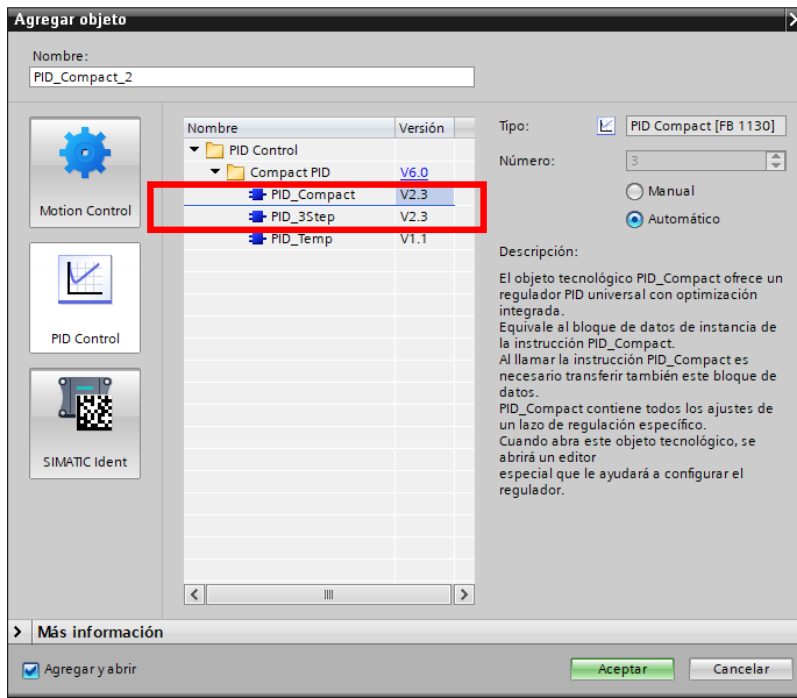 Agregar objeto
Nombre:
PID_Compact_2
Motion Control
PID Control
SIMATIC Ident
Nombre Versión
PID Control
Compact PID V6.0
PID_Compact V2.3
PID_3Step V2.3
PID_Temp V1.1
Tipo: PID Compact [FB 1130]
Número: 3
Manual
Automático
Descripción:
El objeto tecnológico PID_Compact ofrece un
regulador PID universal con optimización
integrada.
Equivale al bloque de datos de instancia de
la instrucción PID_Compact.
Al llamar la instrucción PID_Compact es
necesario transferir también este bloque de
datos.
PID_Compact contiene todos los ajustes de
un lazo de regulación específico.
Cuando abra este objeto tecnológico, se
abrirá un editor
especial que le ayudará a configurar el
regulador.
Más información
Agregar y abrir
Aceptar Cancelar